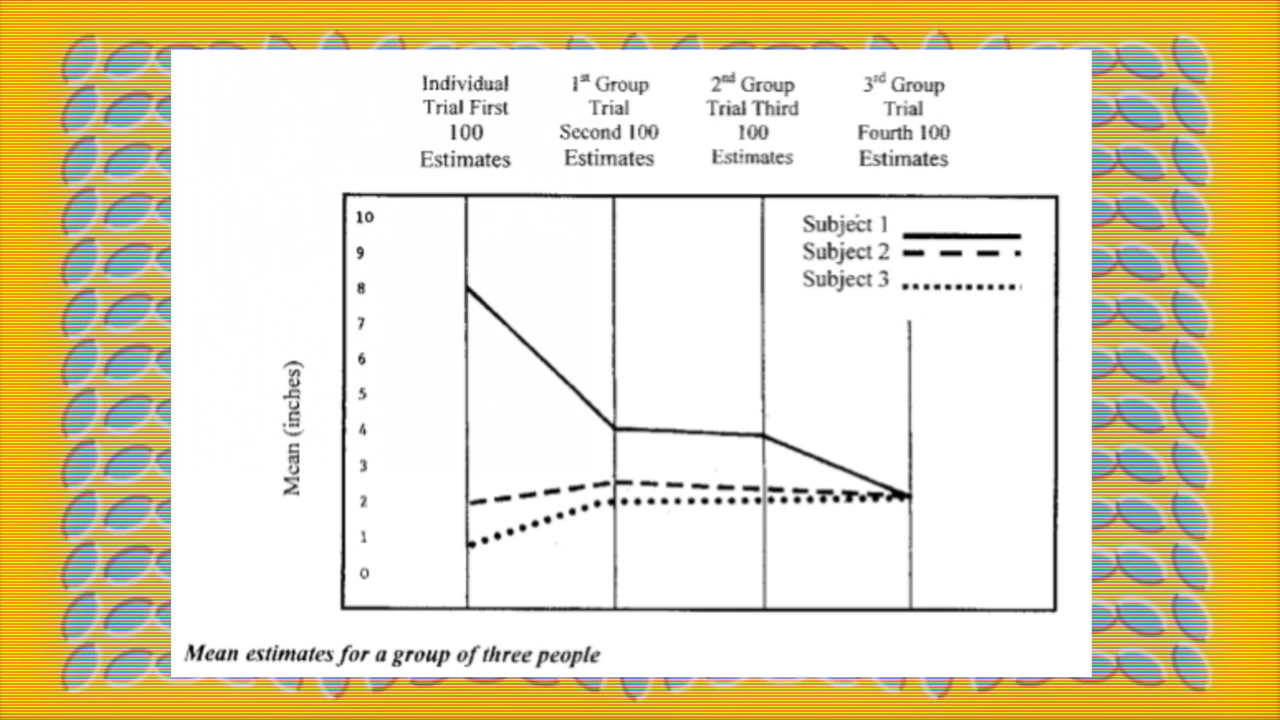 Individual
Trial First
100
Estimates
1st Group
Trial
Second 100
Estimates
2nd Group
Trial Third
100
Estimates
3rd Group
Trial
Fourth 100
Estimates
10
9
8
7
6
5
4
3
2
1
0
Mean (inches)
Subject 1
Subject 2
Subject 3
Mean estimates for a group of three people